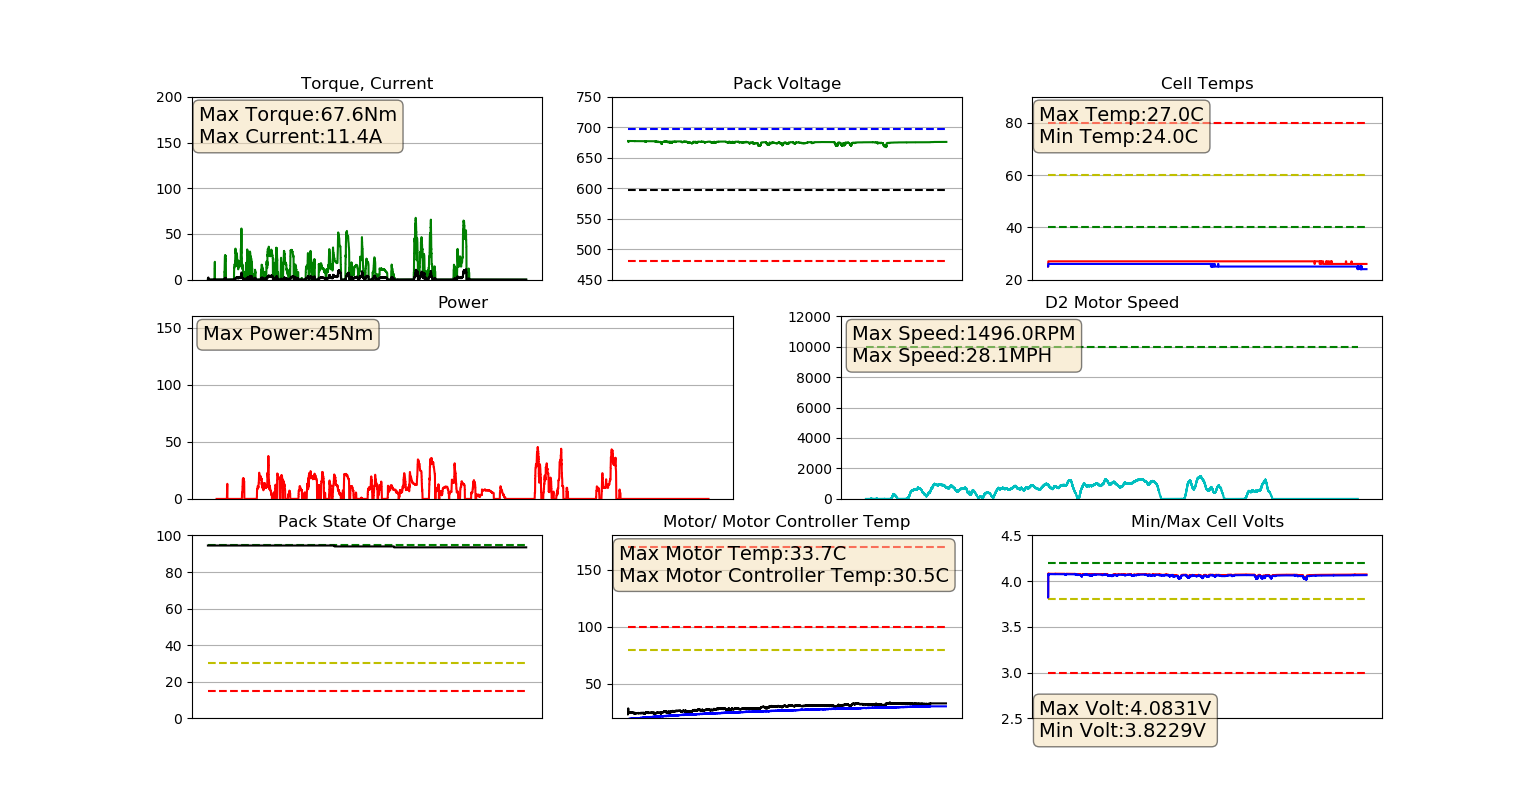 Torque, Current
200
150
100
50
0
Max Torque:67.6Nm
Max Current:11.4A
Pack Voltage
750
700
650
600
550
500
450
Cell Temps
80
60
40
20
Max Temp:27.0C
Min Temp:24.0C
Power
150
100
50
0
Max Power:45Nm
D2 Motor Speed
12000
10000
8000
6000
4000
2000
0
Max Speed:1496.0RPM
Max Speed:28.1MPH
Pack State Of Charge
100
80
60
40
20
0
Motor/ Motor Controller Temp
150
100
50
Max Motor Temp:33.7C
Max Motor Controller Temp:30.5C
Min/Max Cell Volts
4.5
4.0
3.5
3.0
2.5
Max Volt:4.0831V
Min Volt:3.8229V